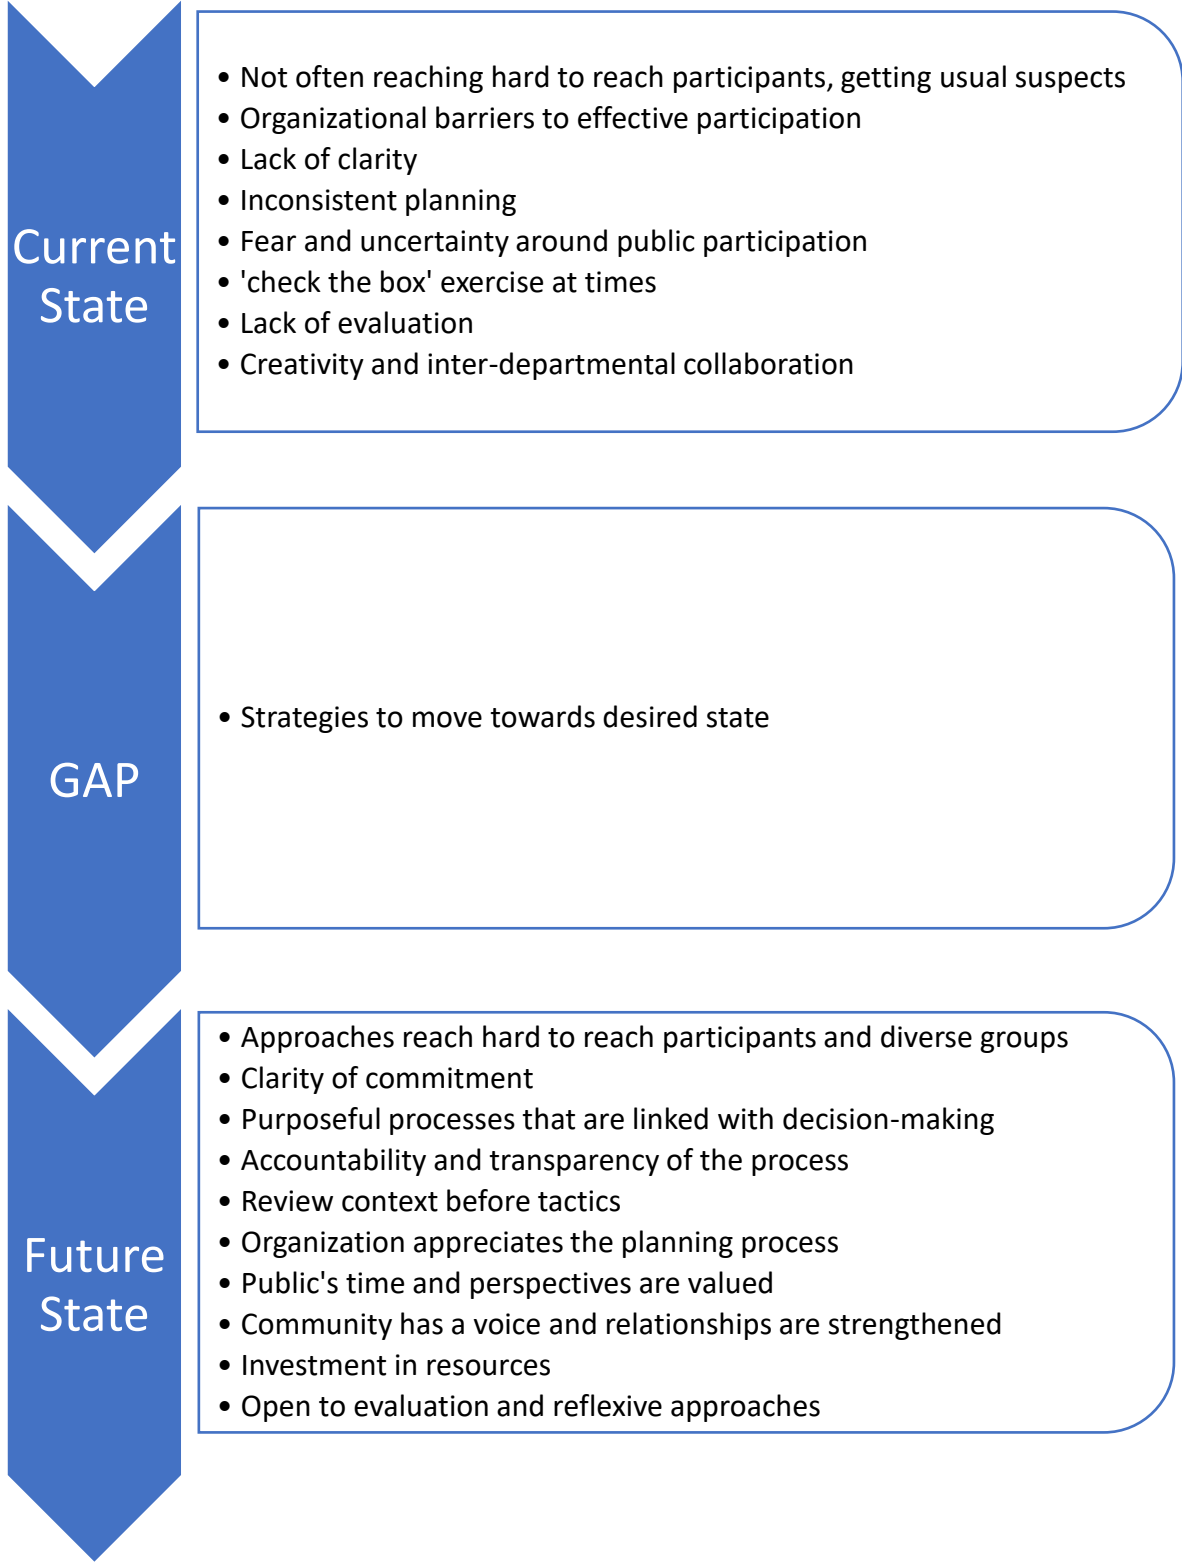 Current
State
• Not often reaching hard to reach participants, getting usual suspects
• Organizational barriers to effective participation
• Lack of clarity
• Inconsistent planning
• Fear and uncertainty around public participation
• 'check the box' exercise at times
• Lack of evaluation
• Creativity and inter-departmental collaboration
GAP
• Strategies to move towards desired state
Future
State
• Approaches reach hard to reach participants and diverse groups
• Clarity of commitment
• Purposeful processes that are linked with decision-making
• Accountability and transparency of the process
• Review context before tactics
• Organization appreciates the planning process
• Public's time and perspectives are valued
• Community has a voice and relationships are strengthened
• Investment in resources
• Open to evaluation and reflexive approaches